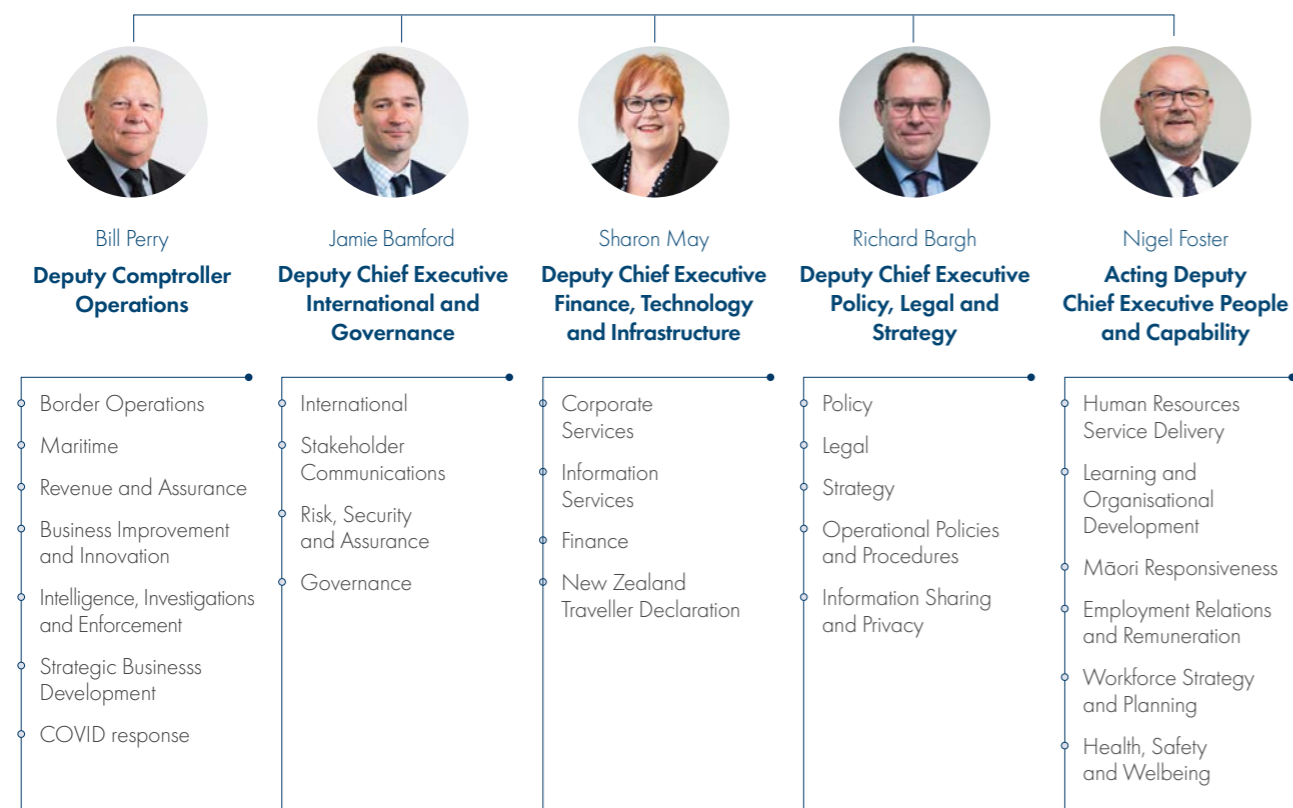 Bill Perry
Deputy Comptroller
Operations
Border Operations
Maritime
Revenue and Assurance
Business Improvement
and Innovation
Intelligence, Investigations
and Enforcement
Strategic Businesss
Development
COVID response
Jamie Bamford
Deputy Chief Executive
International and
Governance
International
Stakeholder
Communications
Risk, Security
and Assurance
Governance
Sharon May
Deputy Chief Executive
Finance, Technology
and Infrastructure
Corporate
Services
Information
Services
Finance
New Zealand
Traveller Declaration
Richard Bargh
Deputy Chief Executive
Policy, Legal and
Strategy
Policy
Legal
Strategy
Operational Policies
and Procedures
Information Sharing
and Privacy
Nigel Foster
Acting Deputy
Chief Executive People
and Capability
Human Resources
Service Delivery
Learning and
Organisational
Development
Māori Responsiveness
Employment Relations
and Remuneration
Workforce Strategy
and Planning
Health, Safety
and Welbeing